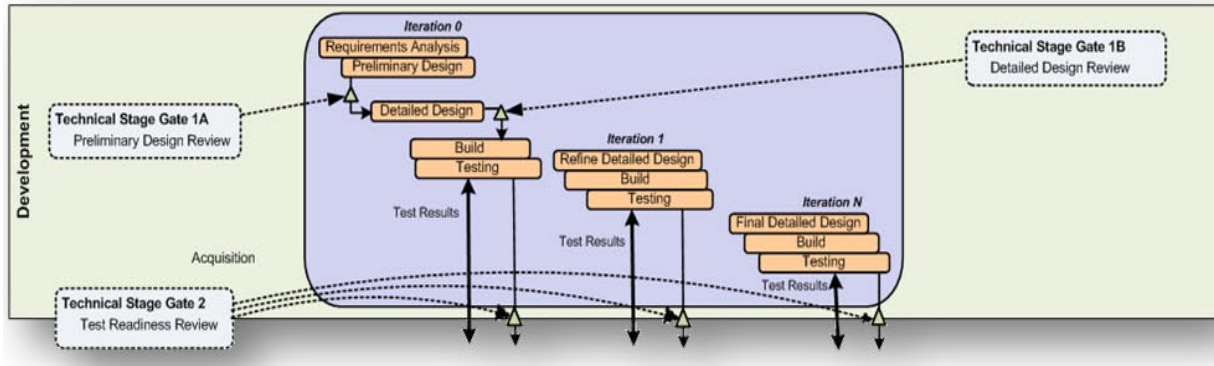 Development
Iteration 0
Requirements Analysis
Preliminary Design
Technical Stage Gate 1B
Detailed Design Review
Technical Stage Gate 1A
Preliminary Design Review
Detailed Design
Build
Testing
Iteration 1
Refine Detailed Design
Build
Testing
Iteration N
Final Detailed Design
Build
Testing
Test Results
Test Results
Test Results
Acquisition
Technical Stage Gate 2
Test Readiness Review